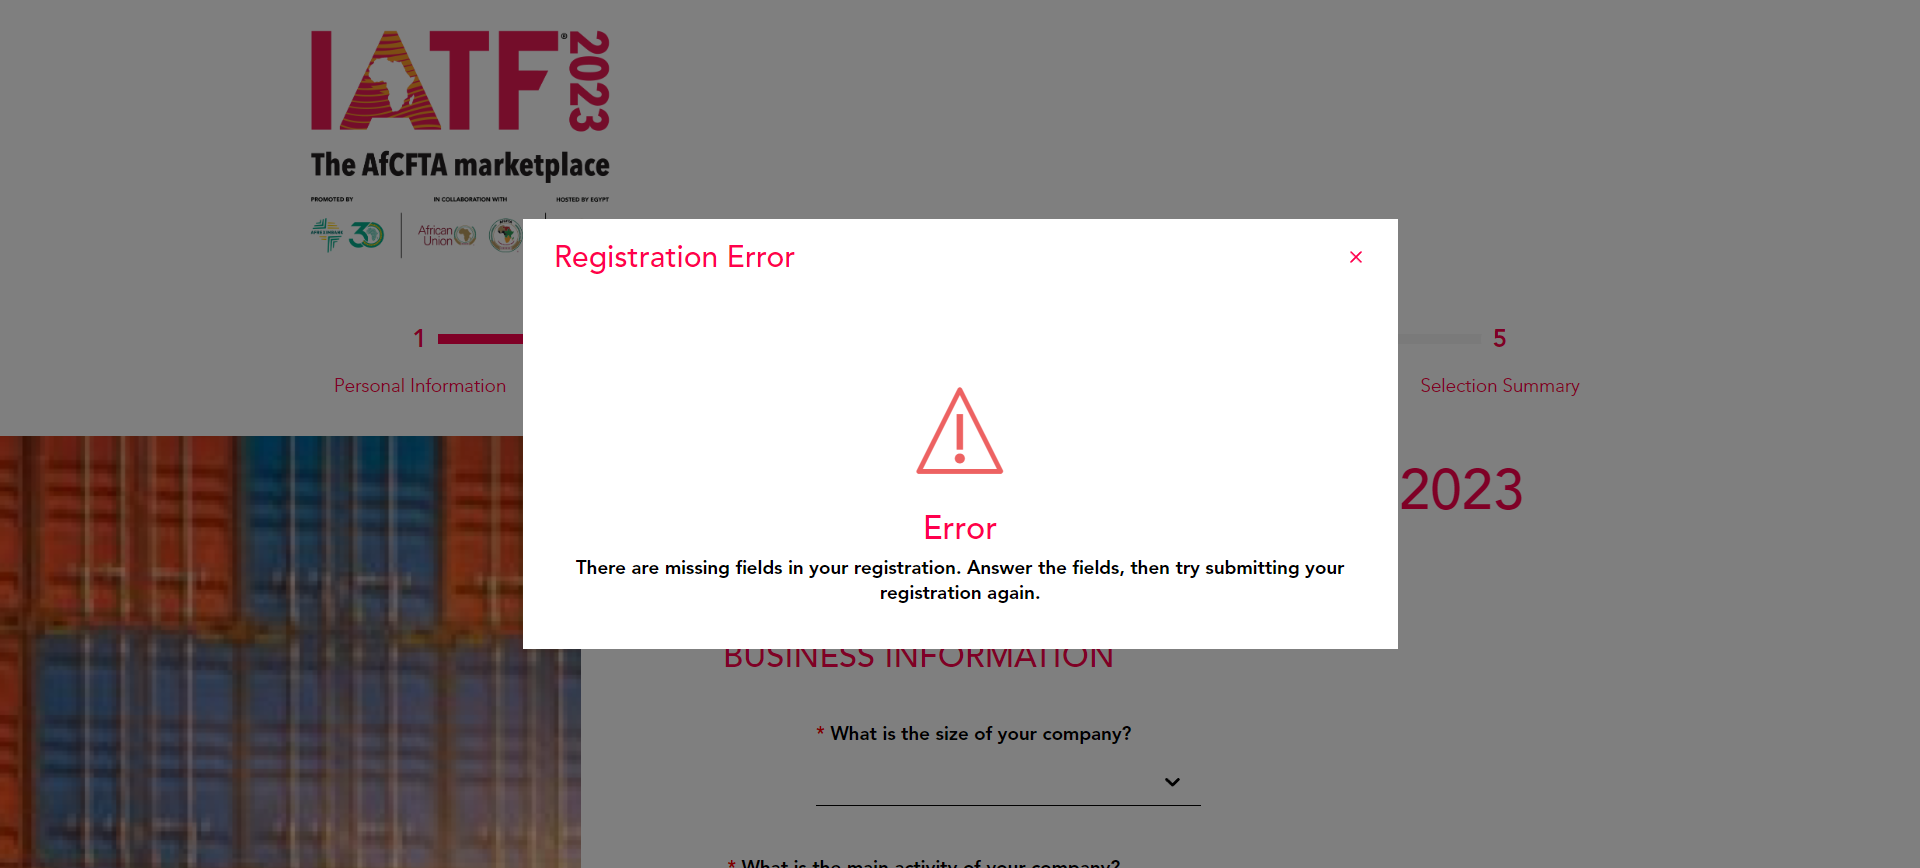 IATF® 2023
The AfCFTA marketplace
PROMOTED BY
IN COLLABORATION WITH
HOSTED BY EGYPT
AFREXIMBANK
30
African
Union
Registration Error
×
1
5
Personal Information
Selection Summary
2023
Error
There are missing fields in your registration. Answer the fields, then try submitting your
registration again.
BUSINESS INFORMATION
* What is the size of your company?
* What is the main activity of your company?